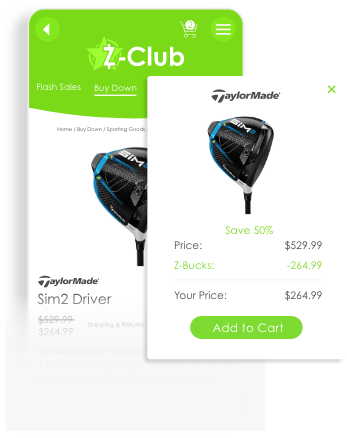 2
Z-Club
Flash Sales
Buy Down
Home / Buy Down / Sporting Goods /
SIM2
TaylorMade
Sim2 Driver
$529.99
$264.99
Shipping & Returns
TaylorMade
SIM2
Save 50%
Price: $529.99
Z-Bucks: -264.99
Your Price: $264.99
Add to Cart